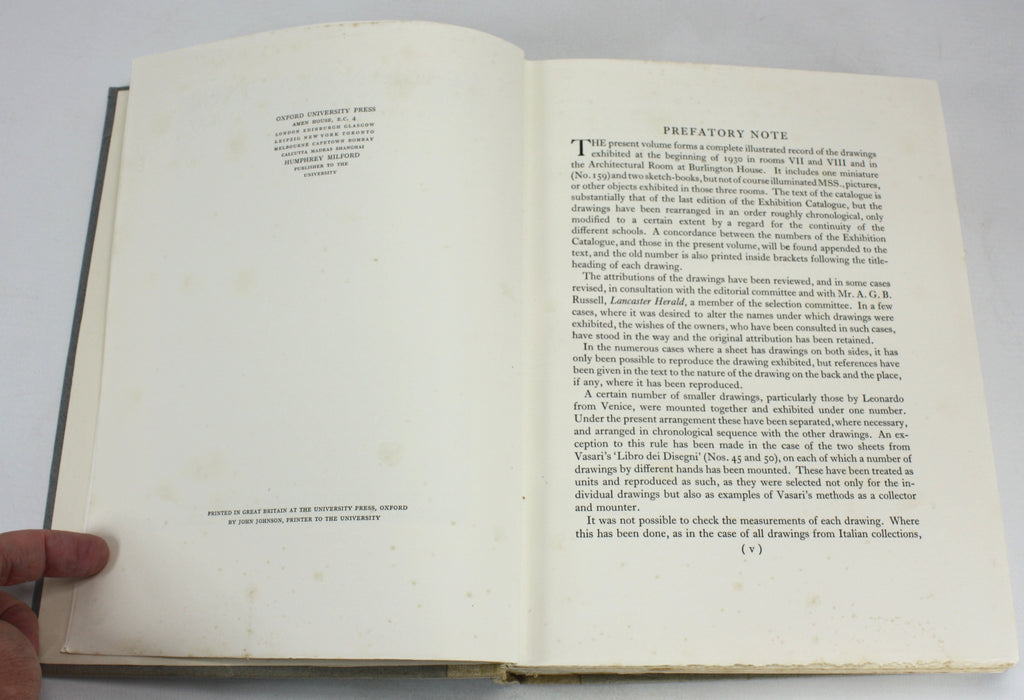 OXFORD UNIVERSITY PRESS
AMEN HOUSE, E.C. 4
LONDON EDINBURGH GLASGOW
LEIPZIG NEW YORK TORONTO
MELBOURNE CAPETOWN BOMBAY
CALCUTTA MADRAS SHANGHAI
HUMPHREY MILFORD
PUBLISHER TO THE
UNIVERSITY
PRINTED IN GREAT BRITAIN AT THE UNIVERSITY PRESS, OXFORD
BY JOHN JOHNSON, PRINTER TO THE UNIVERSITY
PREFATORY NOTE
THE present volume forms a complete illustrated record of the drawings
exhibited at the beginning of 1930 in rooms VII and VIII and in
the Architectural Room at Burlington House. It includes one miniature
(No. 159) and two sketch-books, but not of course illuminated MSS., pictures,
or other objects exhibited in those three rooms. The text of the catalogue is
substantially that of the last edition of the Exhibition Catalogue, but the
drawings have been rearranged in an order roughly chronological, only
modified to a certain extent by a regard for the continuity of the
different schools. A concordance between the numbers of the Exhibition
Catalogue, and those in the present volume, will be found appended to the
text, and the old number is also printed inside brackets following the title-
heading of each drawing.
The attributions of the drawings have been reviewed, and in some cases
revised, in consultation with the editorial committee and with Mr. A. G. B.
Russell, Lancaster Herald, a member of the selection committee. In a few
cases, where it was desired to alter the names under which drawings were
exhibited, the wishes of the owners, who have been consulted in such cases,
have stood in the way and the original attribution has been retained.
In the numerous cases where a sheet has drawings on both sides, it has
only been possible to reproduce the drawing exhibited, but references have
been given in the text to the nature of the drawing on the back and the place,
if any, where it has been reproduced.
A certain number of smaller drawings, particularly those by Leonardo
from Venice, were mounted together and exhibited under one number.
Under the present arrangement these have been separated, where necessary,
and arranged in chronological sequence with the other drawings. An ex-
ception to this rule has been made in the case of the two sheets from
Vasari's 'Libro dei Disegni' (Nos. 45 and 50), on each of which a number of
drawings by different hands has been mounted. These have been treated as
units and reproduced as such, as they were selected not only for the in-
dividual drawings but also as examples of Vasari's methods as a collector
and mounter.
It was not possible to check the measurements of each drawing. Where
this has been done, as in the case of all drawings from Italian collections,
( v )